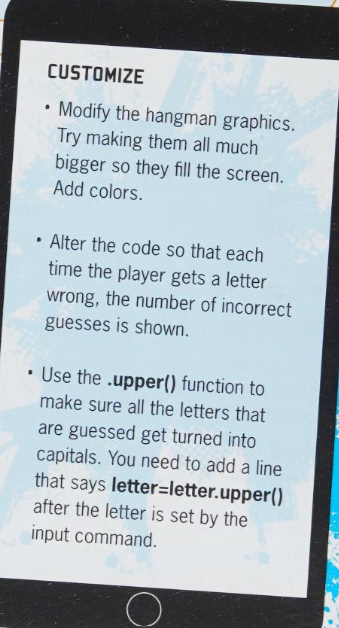 CUSTOMIZE
• Modify the hangman graphics.
Try making them all much
bigger so they fill the screen.
Add colors.
• Alter the code so that each
time the player gets a letter
wrong, the number of incorrect
guesses is shown.
• Use the .upper() function to
make sure all the letters that
are guessed get turned into
capitals. You need to add a line
that says letter=letter.upper()
after the letter is set by the
input command.